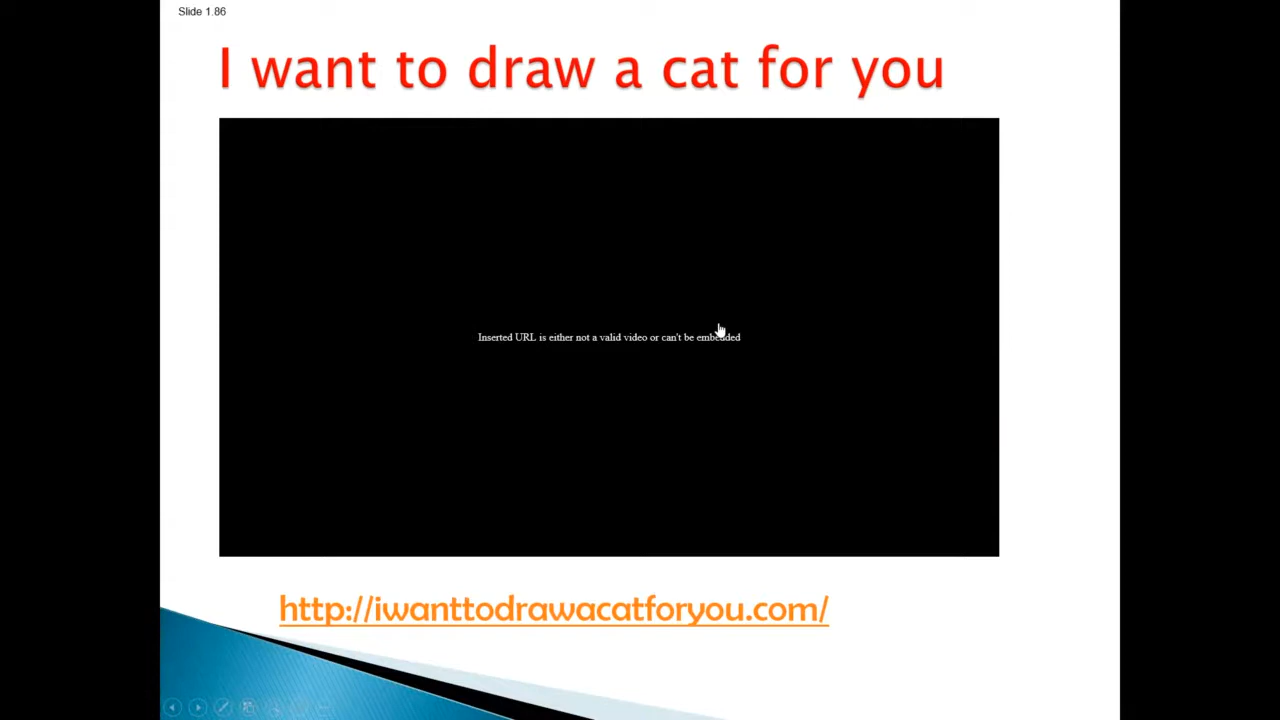 Slide 1.86
I want to draw a cat for you
Inserted URL is either not a valid video or can't be embedded
http://iwanttodrawacatforyou.com/